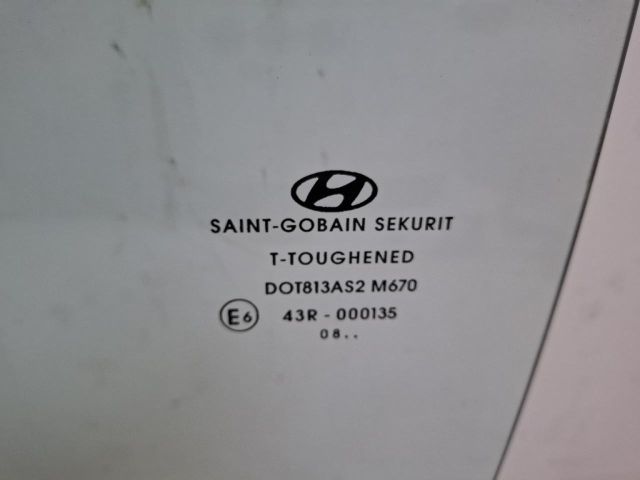 SAINT-GOBAIN SEKURIT
T-TOUGHENED
DOT813AS2 M670
E6 43R - 000135
08..